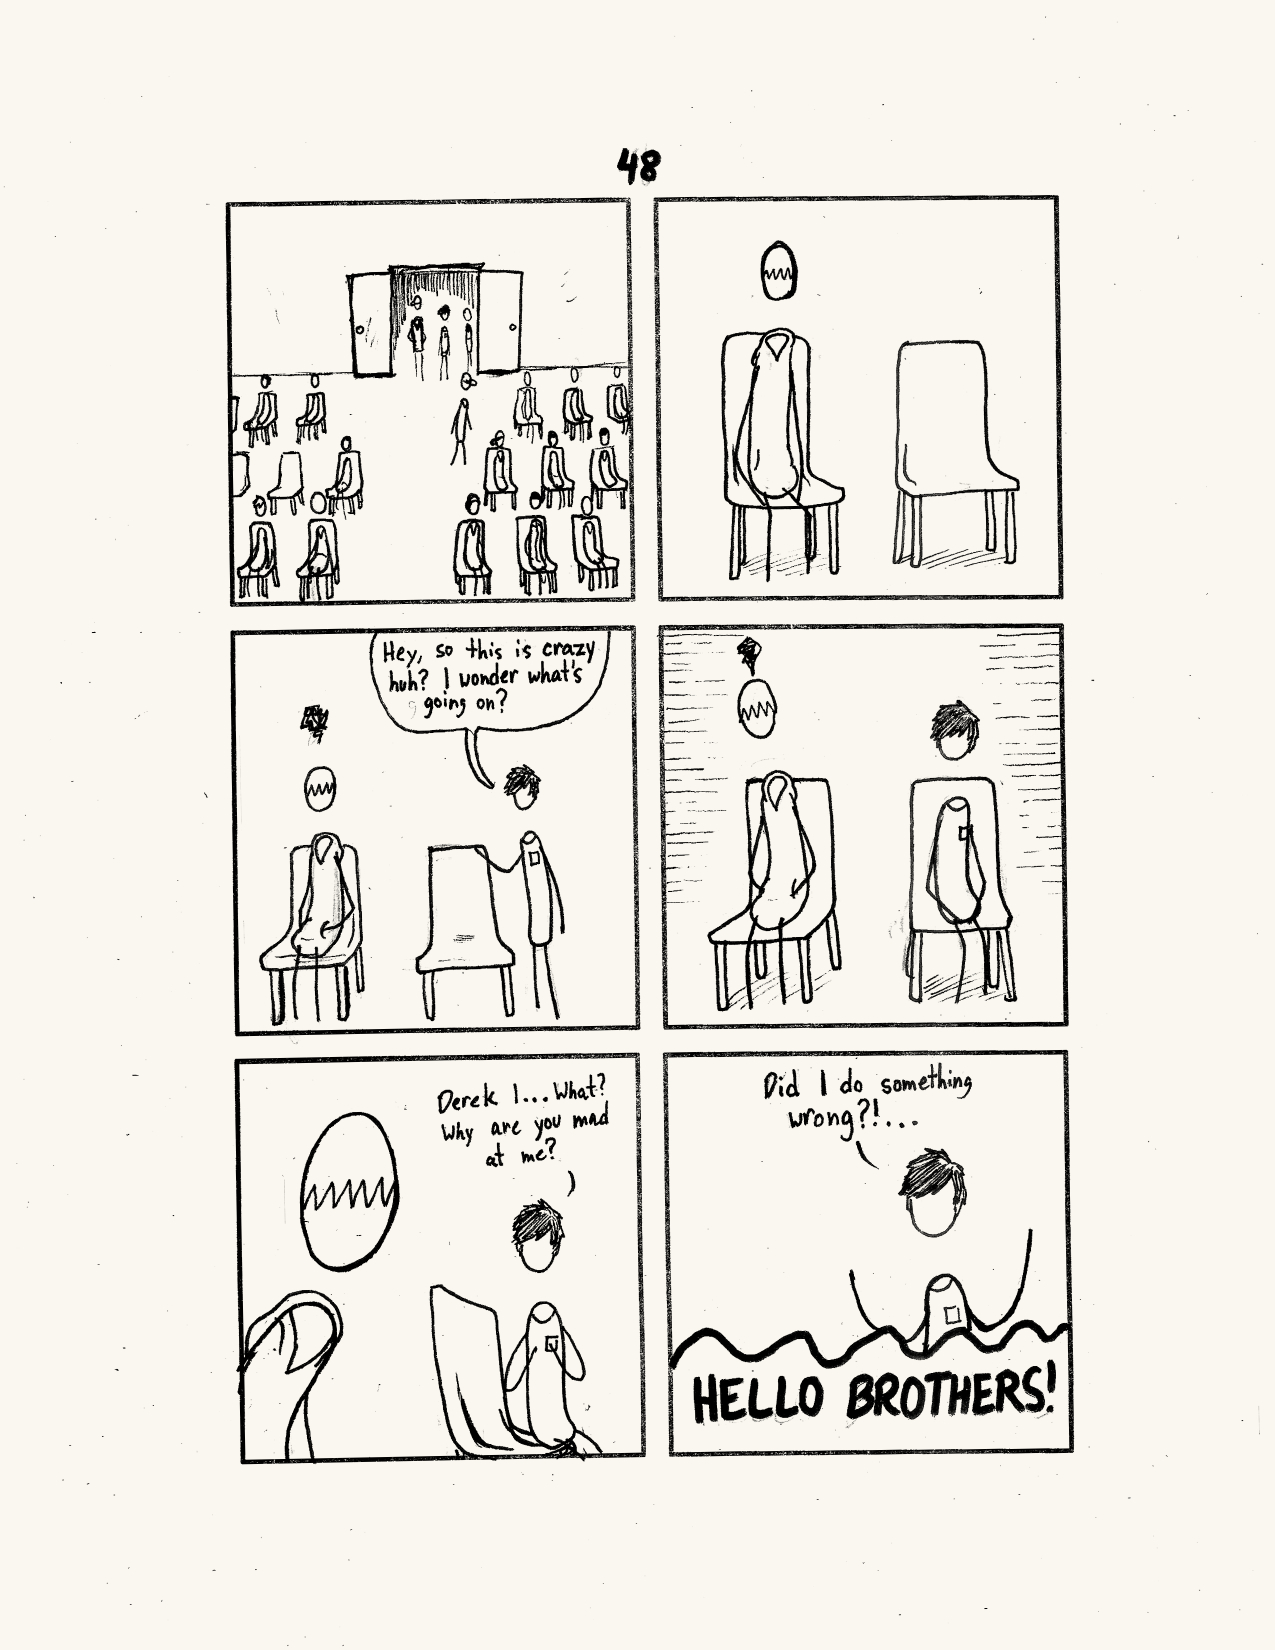 48
Hey, so this is crazy
huh? I wonder what's
going on?
Derek I...What?
Why are you mad
at me?
Did I do something
wrong?!...
HELLO BROTHERS!